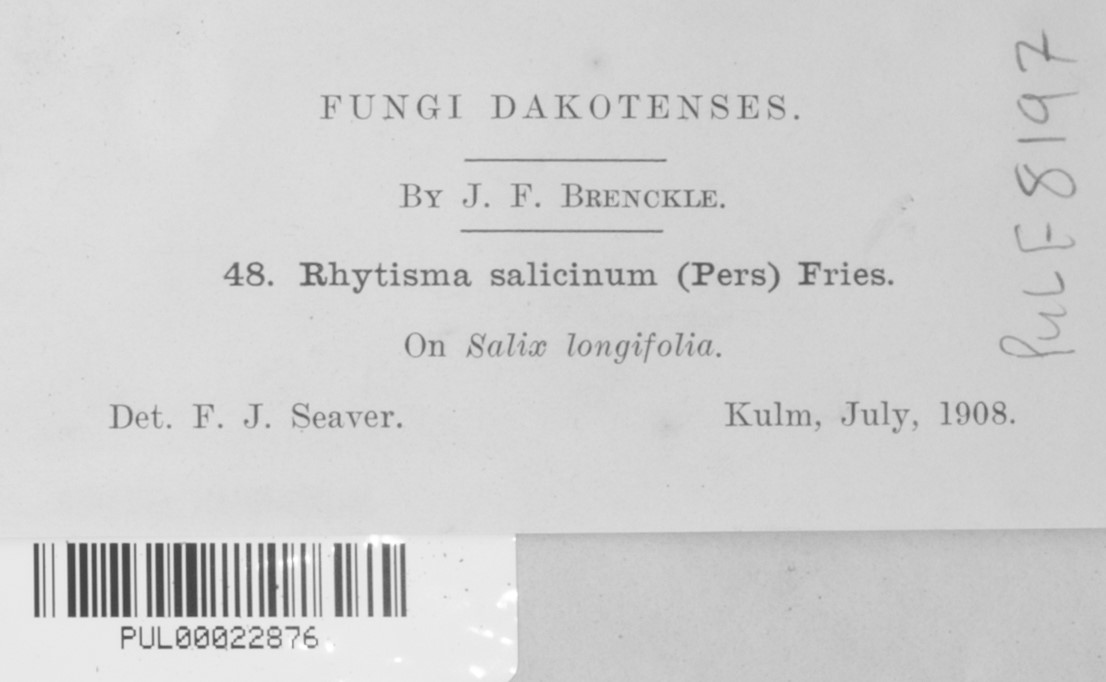 FUNGI DAKOTENSES.
By J. F. Brenckle.
48. Rhytisma salicinum (Pers) Fries.
On Salix longifolia.
Det. F. J. Seaver. Kulm, July, 1908.
PUL F8197
PUL00022876